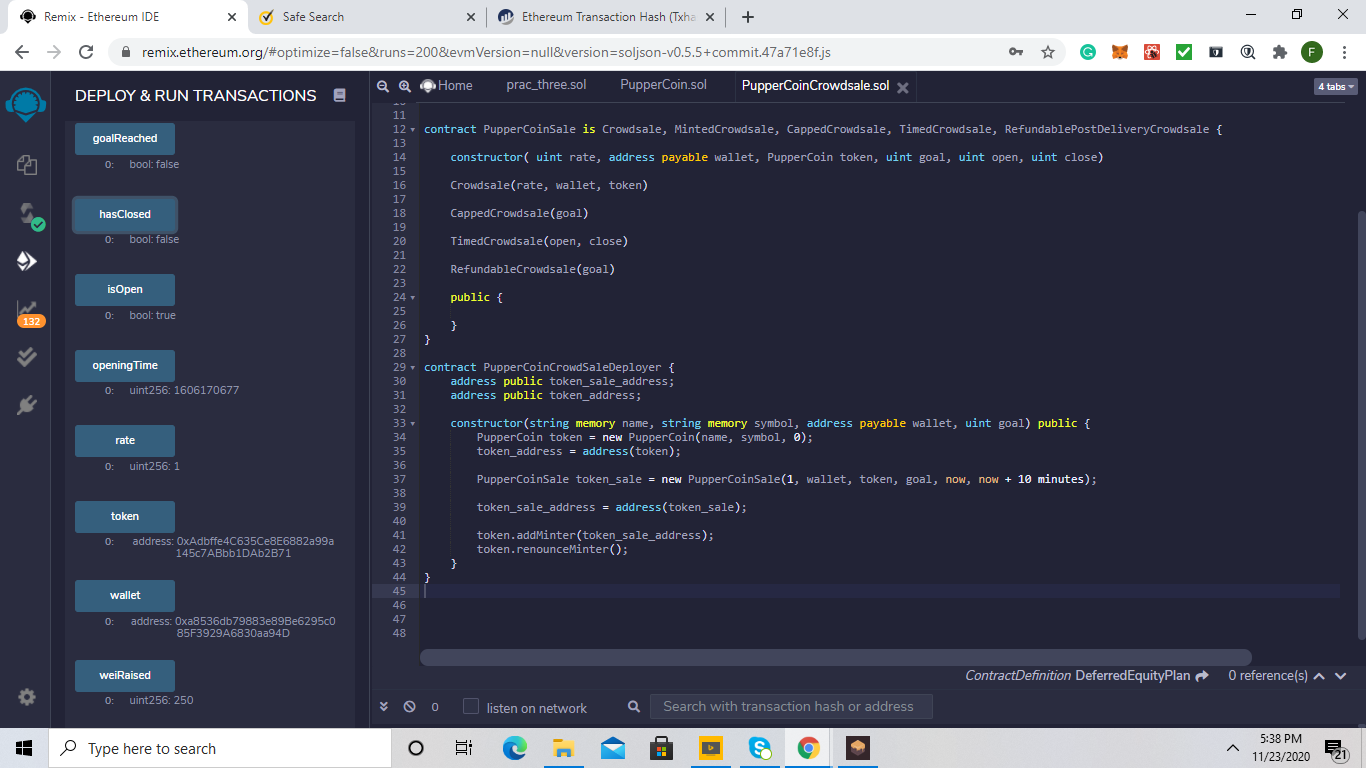 Remix - Ethereum IDE
Safe Search
Ethereum Transaction Hash (Txha
remix.ethereum.org/#optimize=false&runs=200&evmVersion=null&version=soljson-v0.5.5+commit.47a71e8f.js
F
DEPLOY & RUN TRANSACTIONS
Home
prac_three.sol
PupperCoin.sol
PupperCoinCrowdsale.sol
4 tabs
goalReached
0: bool: false
hasClosed
0: bool: false
isOpen
0: bool: true
openingTime
0: uint256: 1606170677
rate
0: uint256: 1
token
0: address: 0xAdbffe4C635Ce8E6882a99a
145c7ABbb1DAb2B71
wallet
0: address: 0xa8536db79883e89Be6295c0
85F3929A6830aa94D
weiRaised
0: uint256: 250
132
10
11
12 contract PupperCoinSale is Crowdsale, MintedCrowdsale, CappedCrowdsale, TimedCrowdsale, RefundablePostDeliveryCrowdsale {
13
14 constructor( uint rate, address payable wallet, PupperCoin token, uint goal, uint open, uint close)
15
16 Crowdsale(rate, wallet, token)
17
18 CappedCrowdsale(goal)
19
20 TimedCrowdsale(open, close)
21
22 RefundableCrowdsale(goal)
23
24 public {
25
26 }
27 }
28
29 contract PupperCoinCrowdSaleDeployer {
30 address public token_sale_address;
31 address public token_address;
32
33 constructor(string memory name, string memory symbol, address payable wallet, uint goal) public {
34 PupperCoin token = new PupperCoin(name, symbol, 0);
35 token_address = address(token);
36
37 PupperCoinSale token_sale = new PupperCoinSale(1, wallet, token, goal, now, now + 10 minutes);
38
39 token_sale_address = address(token_sale);
40
41 token.addMinter(token_sale_address);
42 token.renounceMinter();
43 }
44 }
45
46
47
48
ContractDefinition DeferredEquityPlan 0 reference(s)
0 listen on network Search with transaction hash or address
Type here to search
5:38 PM
11/23/2020
21